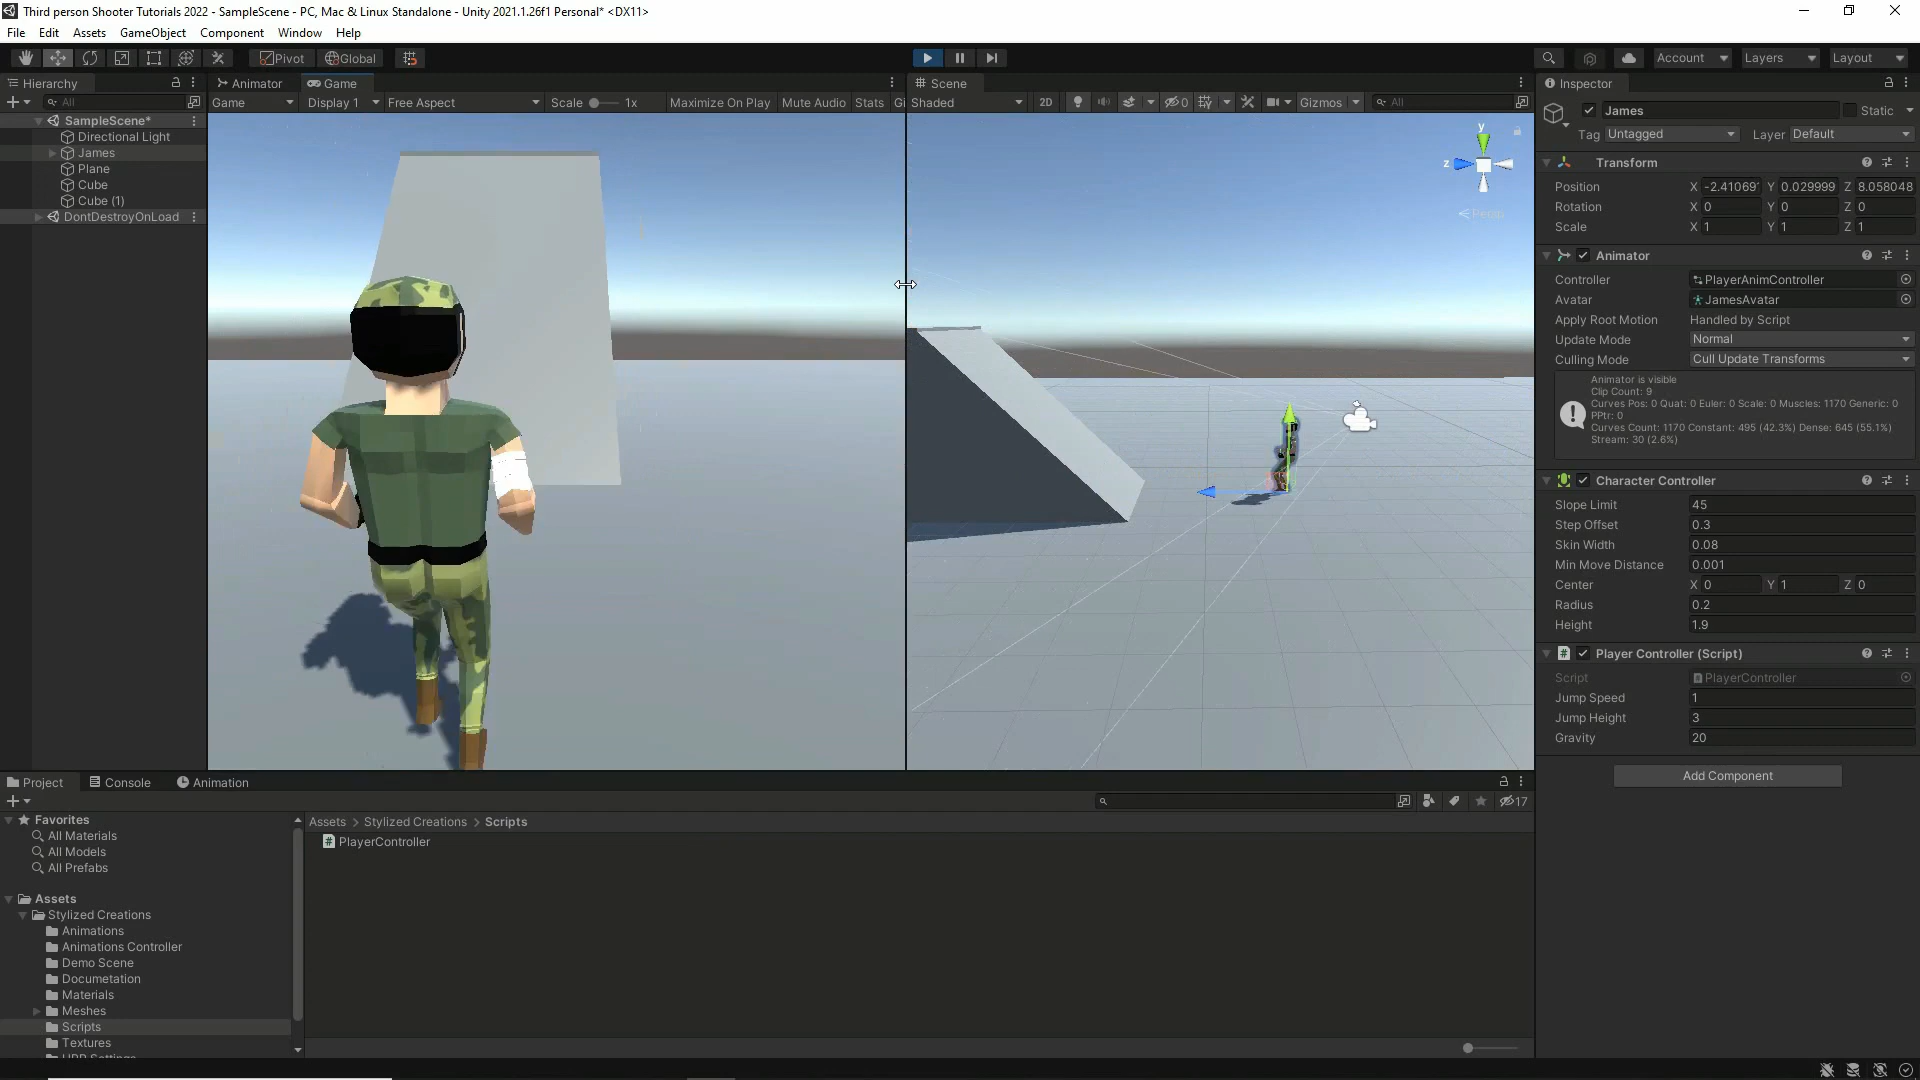 Third person Shooter Tutorials 2022 - SampleScene - PC, Mac & Linux Standalone - Unity 2021.1.26f1 Personal* <DX11>
File Edit Assets GameObject Component Window Help
Pivot Global Account Layers Layout
Hierarchy
All
SampleScene*
Directional Light
James
Plane
Cube
Cube (1)
DontDestroyOnLoad
Animator Game
Game Display 1 Free Aspect Scale 1x Maximize On Play Mute Audio Stats Gi
Scene
Shaded 2D 0 Gizmos All
y
z
Persp
Inspector
James Static
Tag Untagged Layer Default
Transform
Position X -2.41069 Y 0.029999 Z 8.058048
Rotation X 0 Y 0 Z 0
Scale X 1 Y 1 Z 1
Animator
Controller PlayerAnimController
Avatar JamesAvatar
Apply Root Motion Handled by Script
Update Mode Normal
Culling Mode Cull Update Transforms
Animator is visible
Clip Count: 9
Curves Pos: 0 Quat: 0 Euler: 0 Scale: 0 Muscles: 1170 Generic: 0
PPtr: 0
Curves Count: 1170 Constant: 495 (42.3%) Dense: 645 (55.1%)
Stream: 30 (2.6%)
Character Controller
Slope Limit 45
Step Offset 0.3
Skin Width 0.08
Min Move Distance 0.001
Center X 0 Y 1 Z 0
Radius 0.2
Height 1.9
Player Controller (Script)
Script PlayerController
Jump Speed 1
Jump Height 3
Gravity 20
Add Component
Project Console Animation
17
Favorites
All Materials
All Models
All Prefabs
Assets
Stylized Creations
Animations
Animations Controller
Demo Scene
Documetation
Materials
Meshes
Scripts
Textures
Assets > Stylized Creations > Scripts
PlayerController